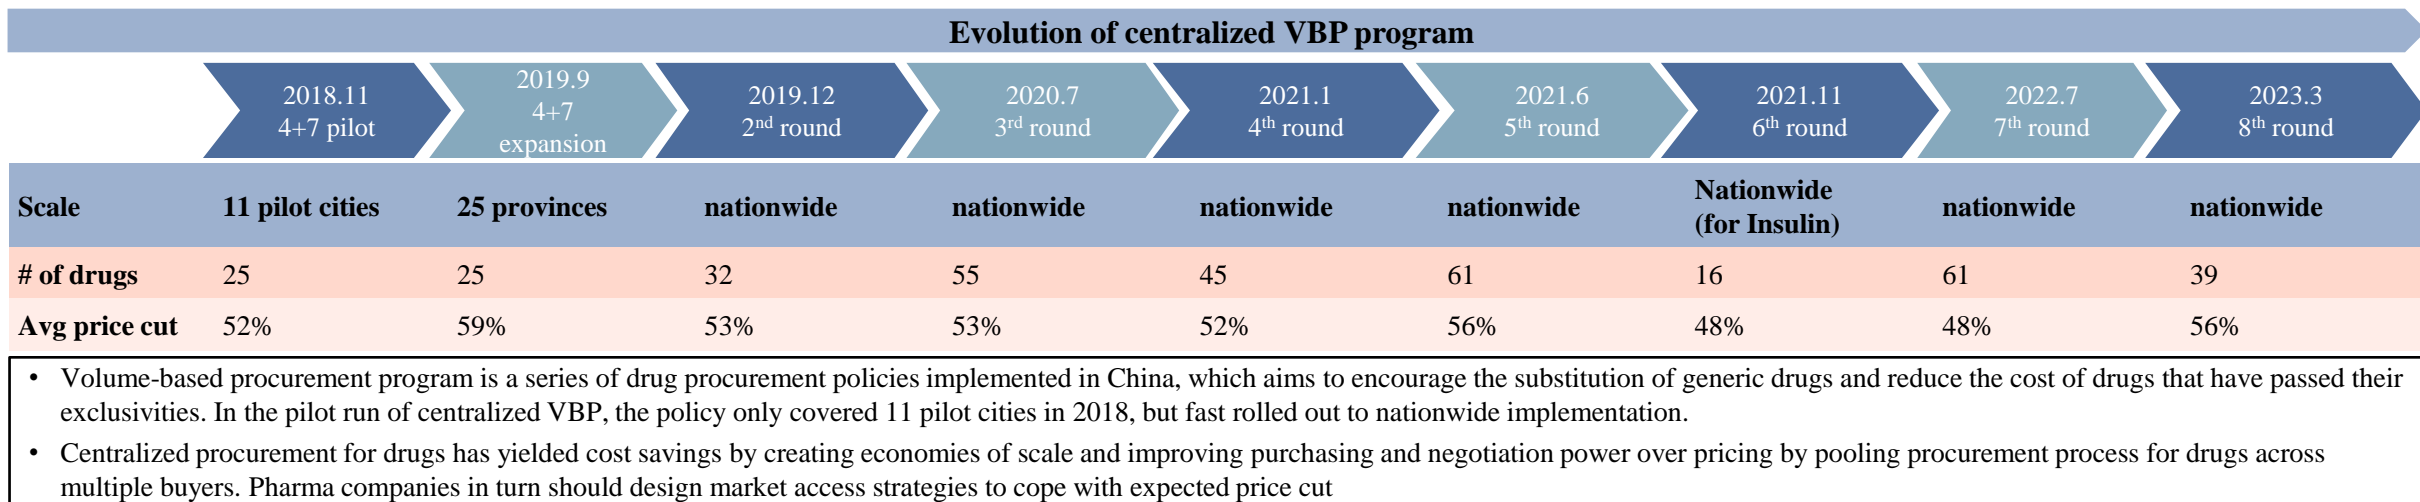 Evolution of centralized VBP program
2018.11
4+7 pilot
2019.9
4+7
expansion
2019.12
2nd round
2020.7
3rd round
2021.1
4th round
2021.6
5th round
2021.11
6th round
2022.7
7th round
2023.3
8th round
Scale 11 pilot cities 25 provinces nationwide nationwide nationwide nationwide Nationwide (for Insulin) nationwide nationwide
# of drugs 25 25 32 55 45 61 16 61 39
Avg price cut 52% 59% 53% 53% 52% 56% 48% 48% 56%
• Volume-based procurement program is a series of drug procurement policies implemented in China, which aims to encourage the substitution of generic drugs and reduce the cost of drugs that have passed their
exclusivities. In the pilot run of centralized VBP, the policy only covered 11 pilot cities in 2018, but fast rolled out to nationwide implementation.
• Centralized procurement for drugs has yielded cost savings by creating economies of scale and improving purchasing and negotiation power over pricing by pooling procurement process for drugs across
multiple buyers. Pharma companies in turn should design market access strategies to cope with expected price cut